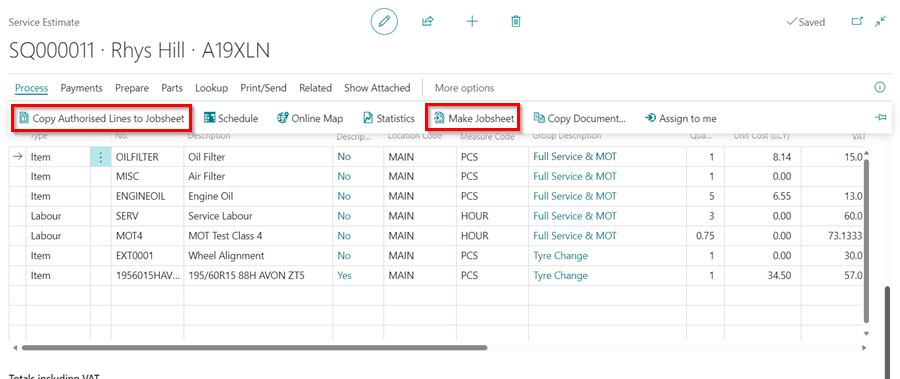 Service Estimate
Saved
SQ000011 · Rhys Hill · A19XLN
Process Payments Prepare Parts Lookup Print/Send Related Show Attached More options
Copy Authorised Lines to Jobsheet Schedule Online Map Statistics Make Jobsheet Copy Document... Assign to me
Type No. Description Descrip... Location Code Measure Code Group Description Qua... Unit Cost (LCY) VAT
Item OILFILTER Oil Filter No MAIN PCS Full Service & MOT 1 8.14 15.0
Item MISC Air Filter No MAIN PCS Full Service & MOT 1 0.00
Item ENGINEOIL Engine Oil No MAIN PCS Full Service & MOT 5 6.55 13.0
Labour SERV Service Labour No MAIN HOUR Full Service & MOT 3 0.00 60.0
Labour MOT4 MOT Test Class 4 No MAIN HOUR Full Service & MOT 0.75 0.00 73.1333
Item EXT0001 Wheel Alignment No MAIN PCS Tyre Change 1 0.00 30.0
Item 1956015HAV... 195/60R15 88H AVON ZT5 Yes MAIN PCS Tyre Change 1 34.50 57.0
Totals including VAT